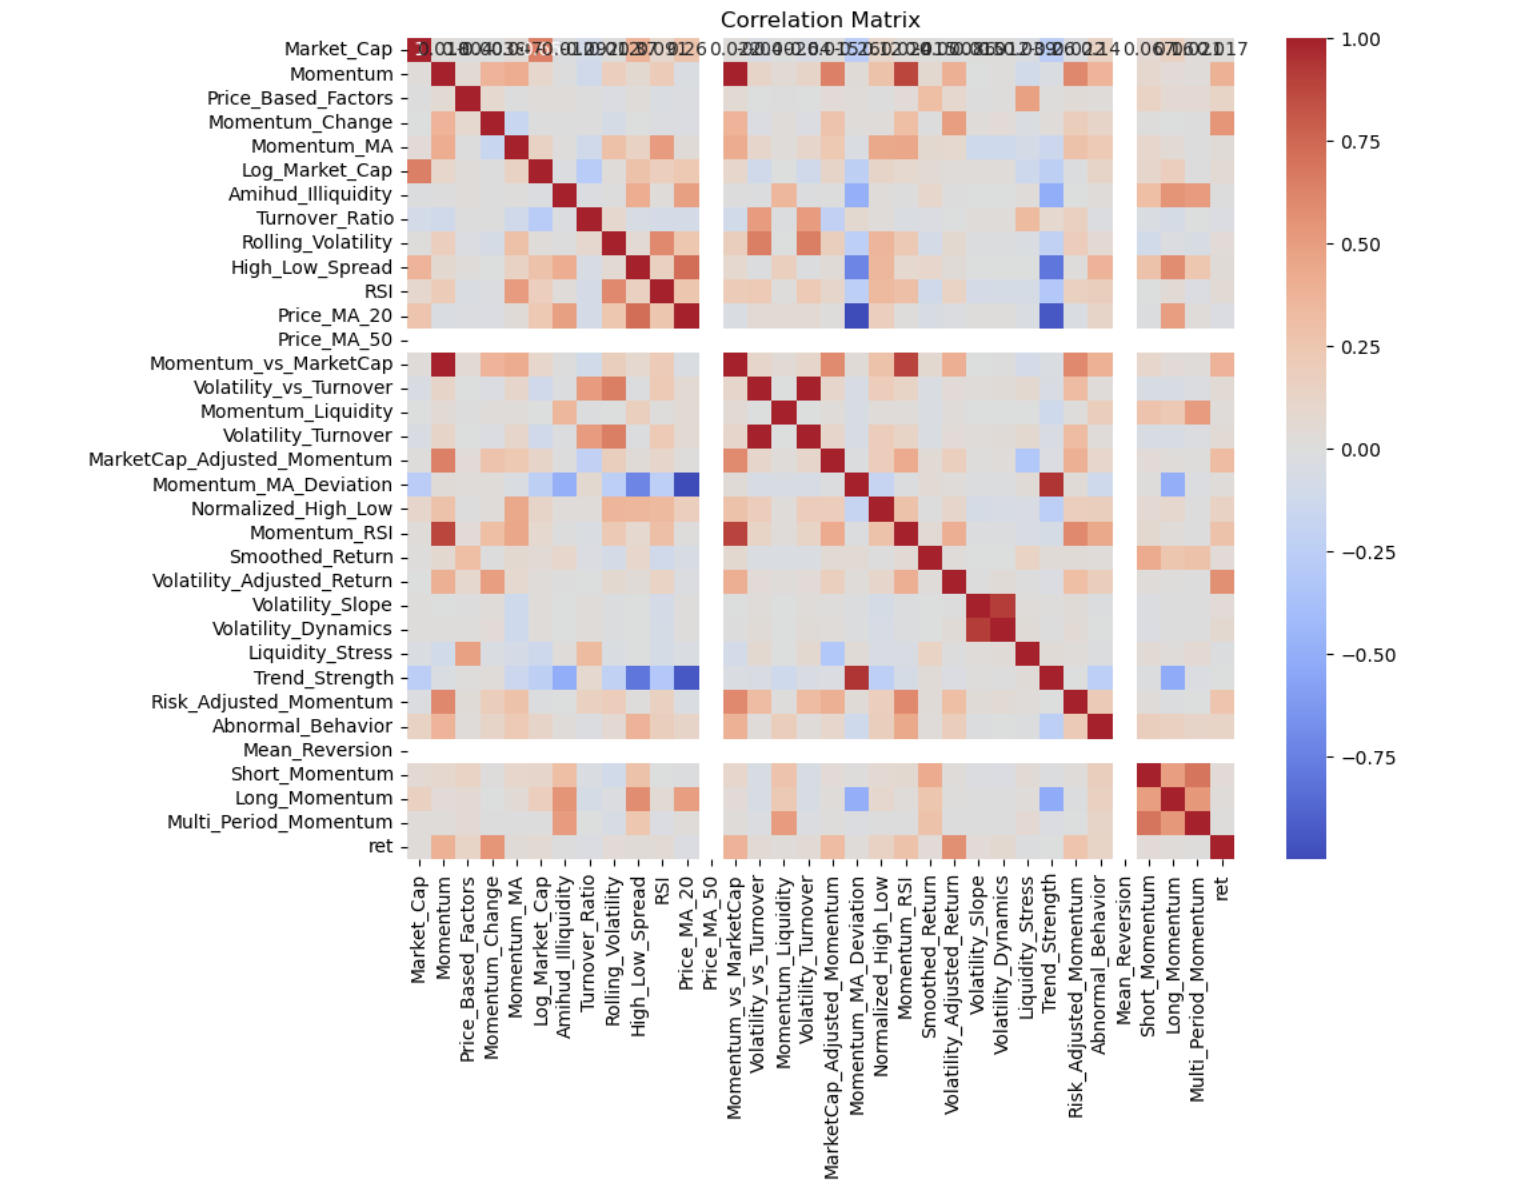 Correlation Matrix
Market_Cap
Momentum
Price_Based_Factors
Momentum_Change
Momentum_MA
Log_Market_Cap
Amihud_Illiquidity
Turnover_Ratio
Rolling_Volatility
High_Low_Spread
RSI
Price_MA_20
Price_MA_50
Momentum_vs_MarketCap
Volatility_vs_Turnover
Momentum_Liquidity
Volatility_Turnover
MarketCap_Adjusted_Momentum
Momentum_MA_Deviation
Normalized_High_Low
Momentum_RSI
Smoothed_Return
Volatility_Adjusted_Return
Volatility_Slope
Volatility_Dynamics
Liquidity_Stress
Trend_Strength
Risk_Adjusted_Momentum
Abnormal_Behavior
Mean_Reversion
Short_Momentum
Long_Momentum
Multi_Period_Momentum
ret
Market_Cap
Momentum
Price_Based_Factors
Momentum_Change
Momentum_MA
Log_Market_Cap
Amihud_Illiquidity
Turnover_Ratio
Rolling_Volatility
High_Low_Spread
RSI
Price_MA_20
Price_MA_50
Momentum_vs_MarketCap
Volatility_vs_Turnover
Momentum_Liquidity
Volatility_Turnover
MarketCap_Adjusted_Momentum
Momentum_MA_Deviation
Normalized_High_Low
Momentum_RSI
Smoothed_Return
Volatility_Adjusted_Return
Volatility_Slope
Volatility_Dynamics
Liquidity_Stress
Trend_Strength
Risk_Adjusted_Momentum
Abnormal_Behavior
Mean_Reversion
Short_Momentum
Long_Momentum
Multi_Period_Momentum
ret
1.00
0.75
0.50
0.25
0.00
−0.25
−0.50
−0.75